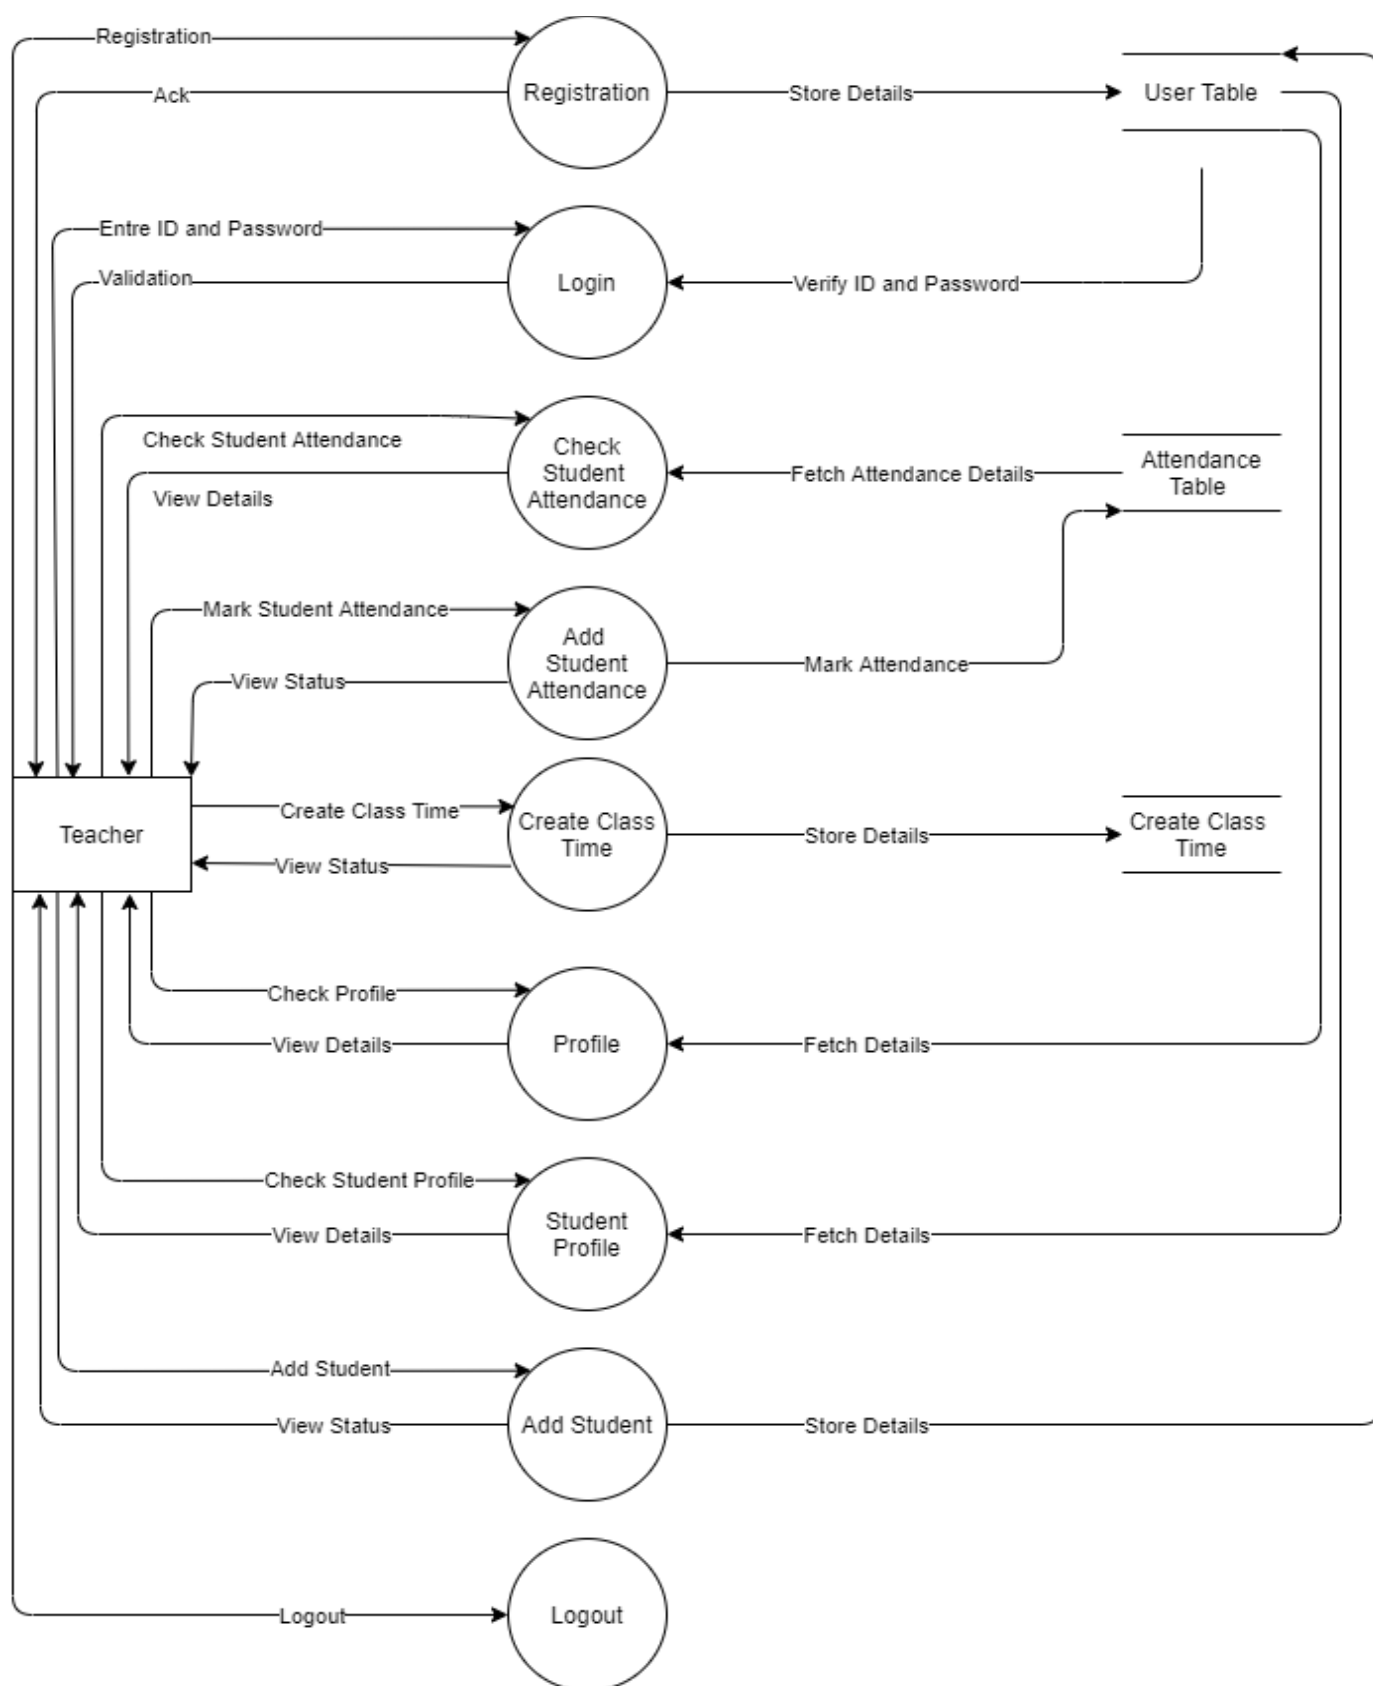 Registration
Ack
Registration
Store Details
User Table
Entre ID and Password
Validation
Login
Verify ID and Password
Check Student Attendance
View Details
Check
Student
Attendance
Fetch Attendance Details
Attendance
Table
Mark Student Attendance
View Status
Add
Student
Attendance
Mark Attendance
Teacher
Create Class Time
View Status
Create Class
Time
Store Details
Create Class
Time
Check Profile
View Details
Profile
Fetch Details
Check Student Profile
View Details
Student
Profile
Fetch Details
Add Student
View Status
Add Student
Store Details
Logout
Logout